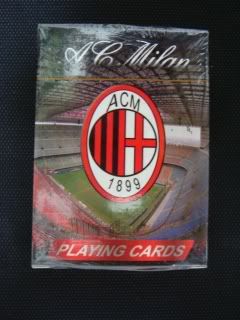 A.C. Milan
ACM
1899
PLAYING CARDS